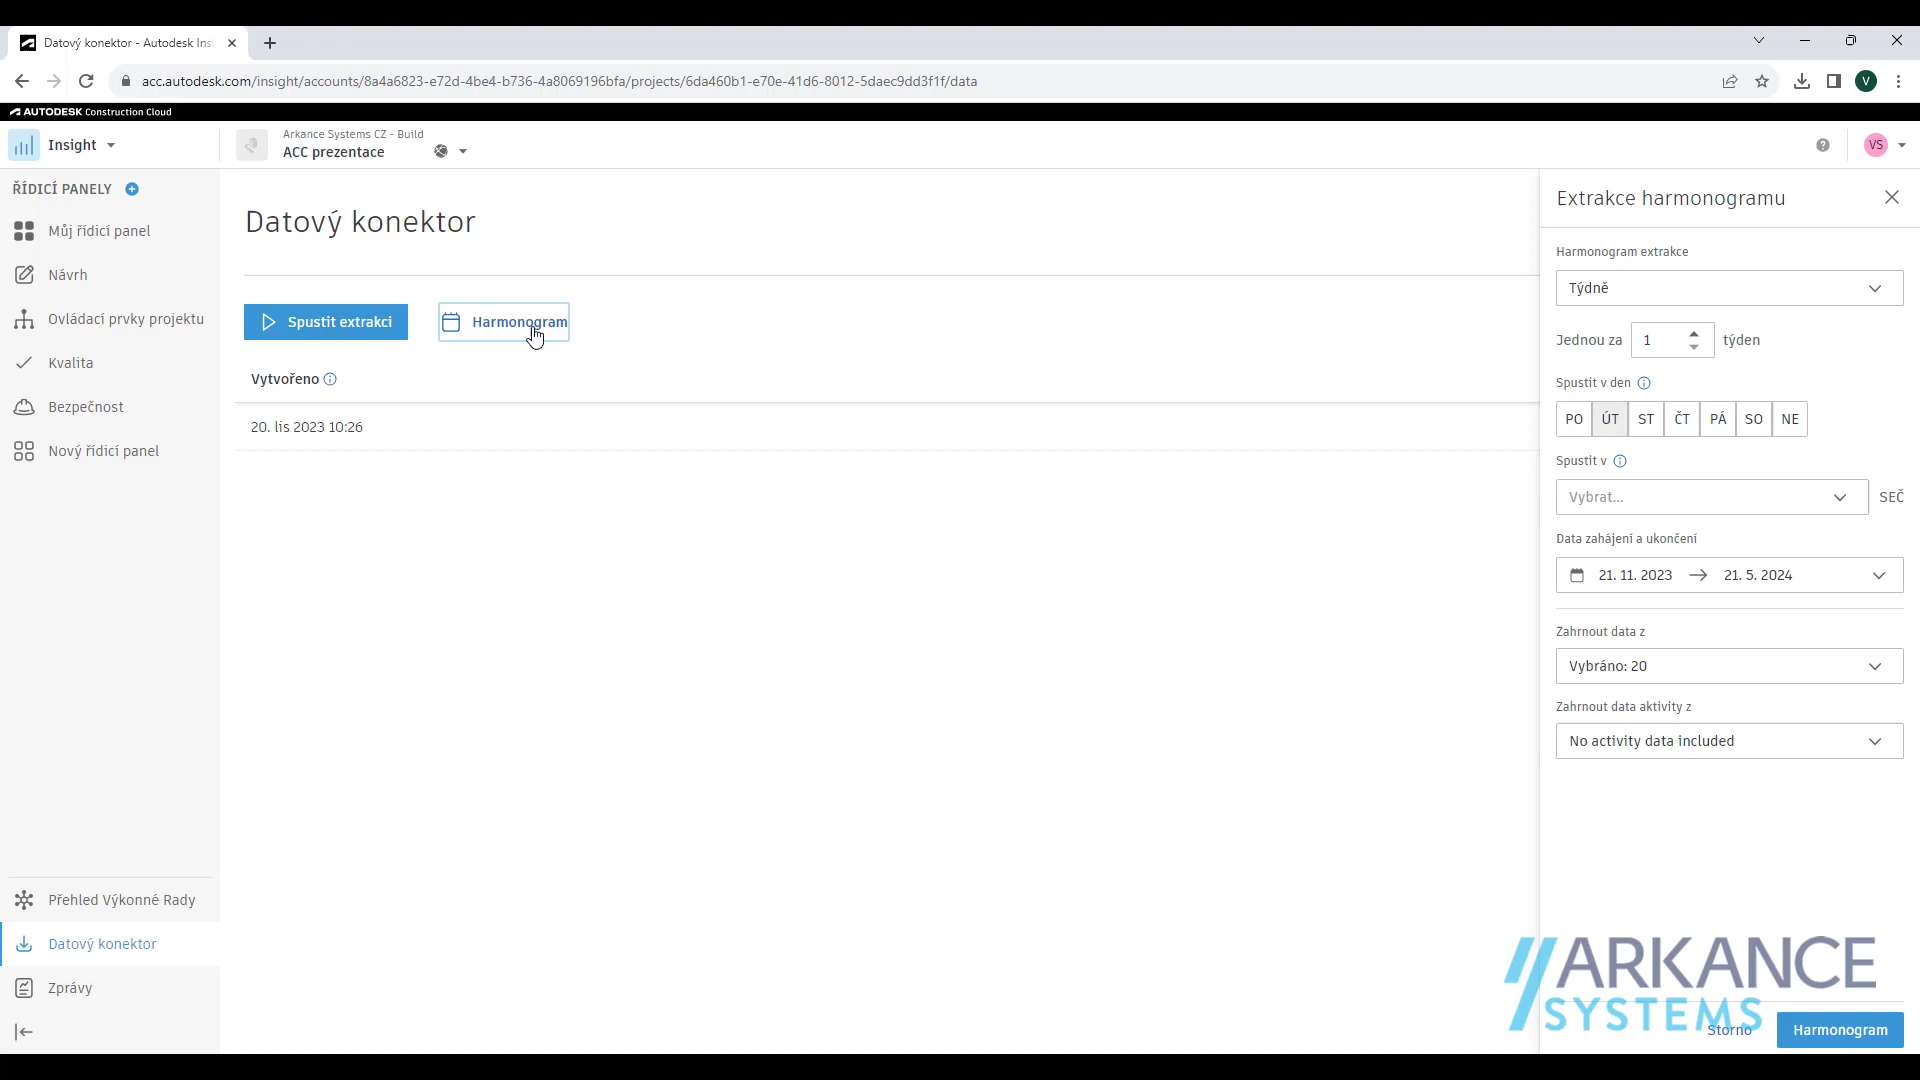 Datový konektor - Autodesk Ins
acc.autodesk.com/insight/accounts/8a4a6823-e72d-4be4-b736-4a8069196bfa/projects/6da460b1-e70e-41d6-8012-5daec9dd3f1f/data
V
AUTODESK Construction Cloud
Insight
Arkance Systems CZ - Build
ACC prezentace
VS
ŘÍDICÍ PANELY
Můj řídicí panel
Návrh
Ovládací prvky projektu
Kvalita
Bezpečnost
Nový řídicí panel
Přehled Výkonné Rady
Datový konektor
Zprávy
Datový konektor
Spustit extrakci
Harmonogram
Vytvořeno
20. lis 2023 10:26
Extrakce harmonogramu
Harmonogram extrakce
Týdně
Jednou za 1 týden
Spustit v den
PO ÚT ST ČT PÁ SO NE
Spustit v
Vybrat... SEČ
Data zahájení a ukončení
21. 11. 2023 → 21. 5. 2024
Zahrnout data z
Vybráno: 20
Zahrnout data aktivity z
No activity data included
ARKANCE
SYSTEMS
Storno
Harmonogram